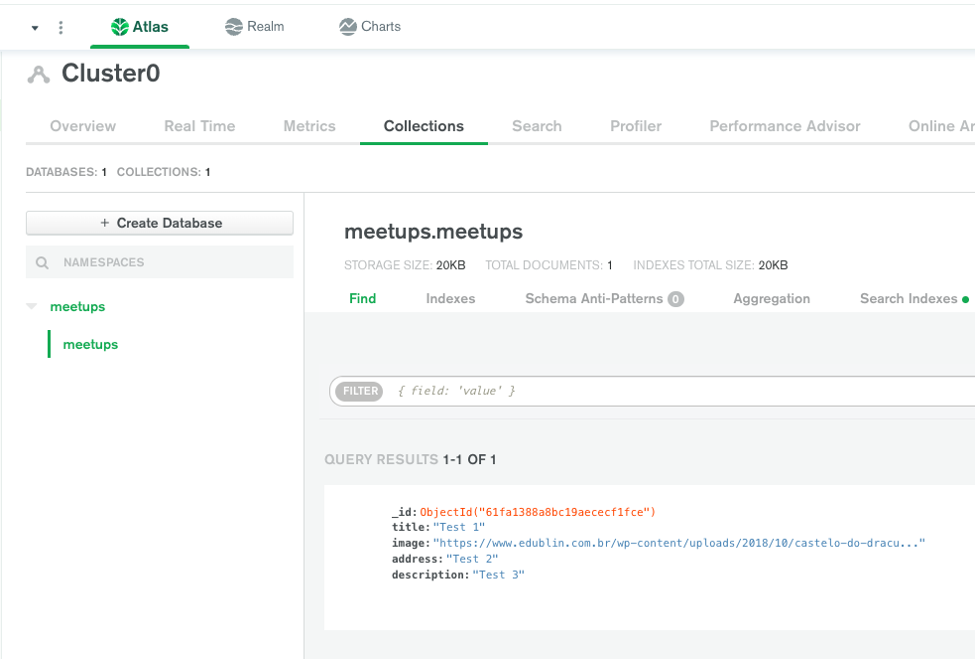 Atlas Realm Charts
Cluster0
Overview Real Time Metrics Collections Search Profiler Performance Advisor Online Ar
DATABASES: 1 COLLECTIONS: 1
+ Create Database
NAMESPACES
meetups
meetups
meetups.meetups
STORAGE SIZE: 20KB TOTAL DOCUMENTS: 1 INDEXES TOTAL SIZE: 20KB
Find Indexes Schema Anti-Patterns 0 Aggregation Search Indexes
FILTER { field: 'value' }
QUERY RESULTS 1-1 OF 1
_id: ObjectId("61fa1388a8bc19aececf1fce")
title: "Test 1"
image: "https://www.edublin.com.br/wp-content/uploads/2018/10/castelo-do-dracu..."
address: "Test 2"
description: "Test 3"